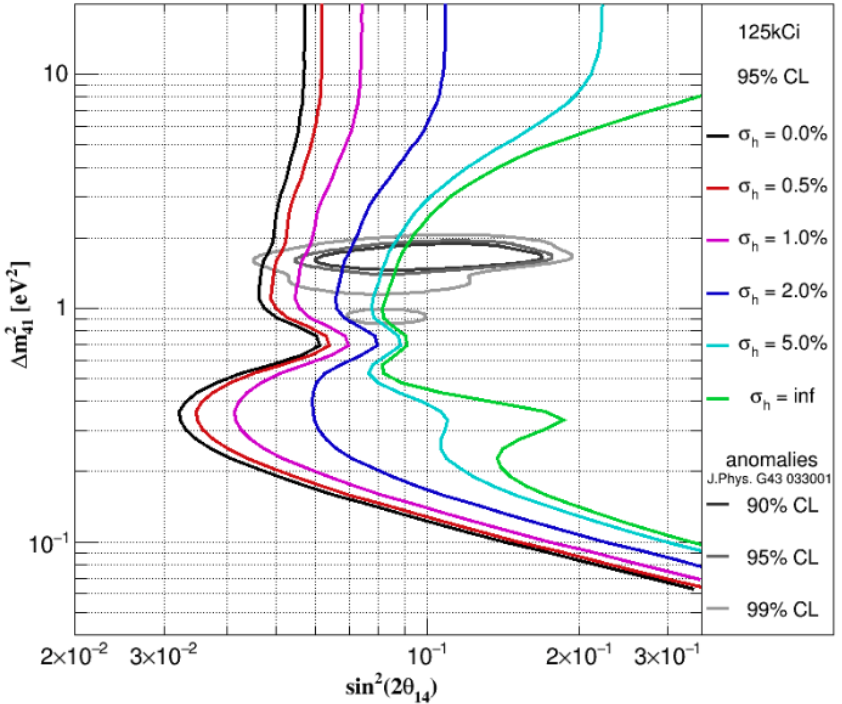 125kCi
95% CL
σh = 0.0%
σh = 0.5%
σh = 1.0%
σh = 2.0%
σh = 5.0%
σh = inf
anomalies
J.Phys. G43 033001
90% CL
95% CL
99% CL
10
1
10⁻¹
Δm²41 [eV²]
2×10⁻²
3×10⁻²
10⁻¹
2×10⁻¹
3×10⁻¹
sin²(2θ14)